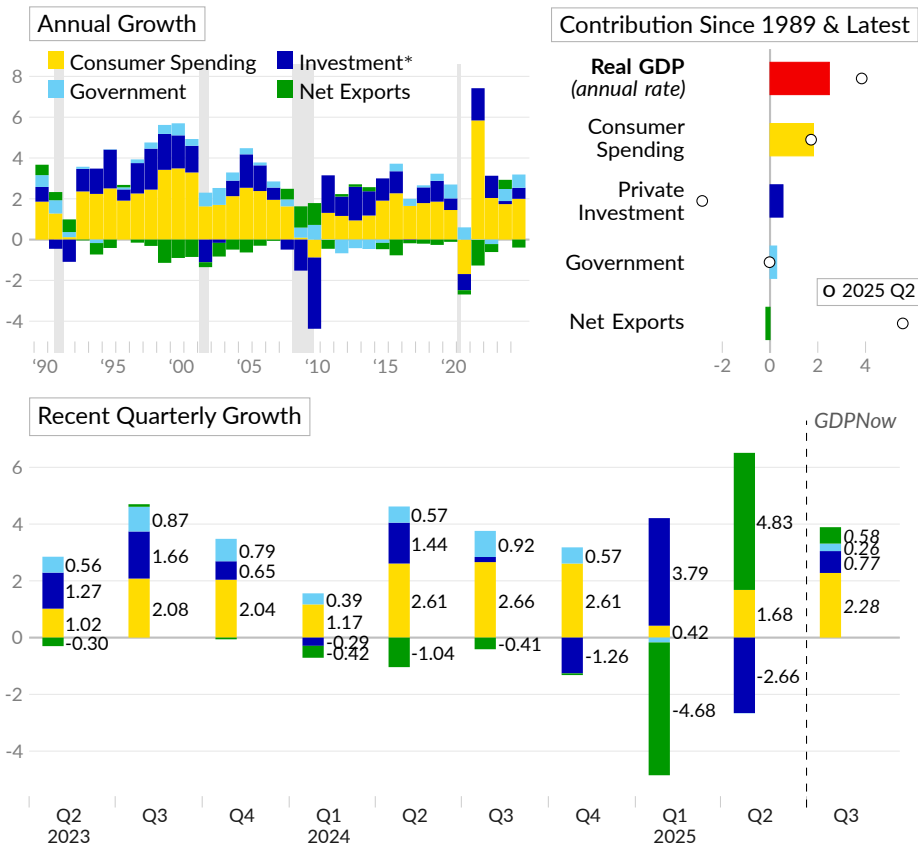 Annual Growth
Consumer Spending
Investment*
Government
Net Exports
8
6
4
2
0
-2
-4
‘90
‘95
‘00
‘05
‘10
‘15
‘20
Contribution Since 1989 & Latest
Real GDP
(annual rate)
Consumer
Spending
Private
Investment
Government
Net Exports
2025 Q2
-2
0
2
4
Recent Quarterly Growth
GDPNow
6
4
2
0
-2
-4
0.56
1.27
1.02
-0.30
0.87
1.66
2.08
0.79
0.65
2.04
0.39
1.17
-0.29
-0.42
0.57
1.44
2.61
-1.04
0.92
2.66
-0.41
0.57
2.61
-1.26
3.79
0.42
-4.68
4.83
1.68
-2.66
0.58
0.26
0.77
2.28
Q2
2023
Q3
Q4
Q1
2024
Q2
Q3
Q4
Q1
2025
Q2
Q3